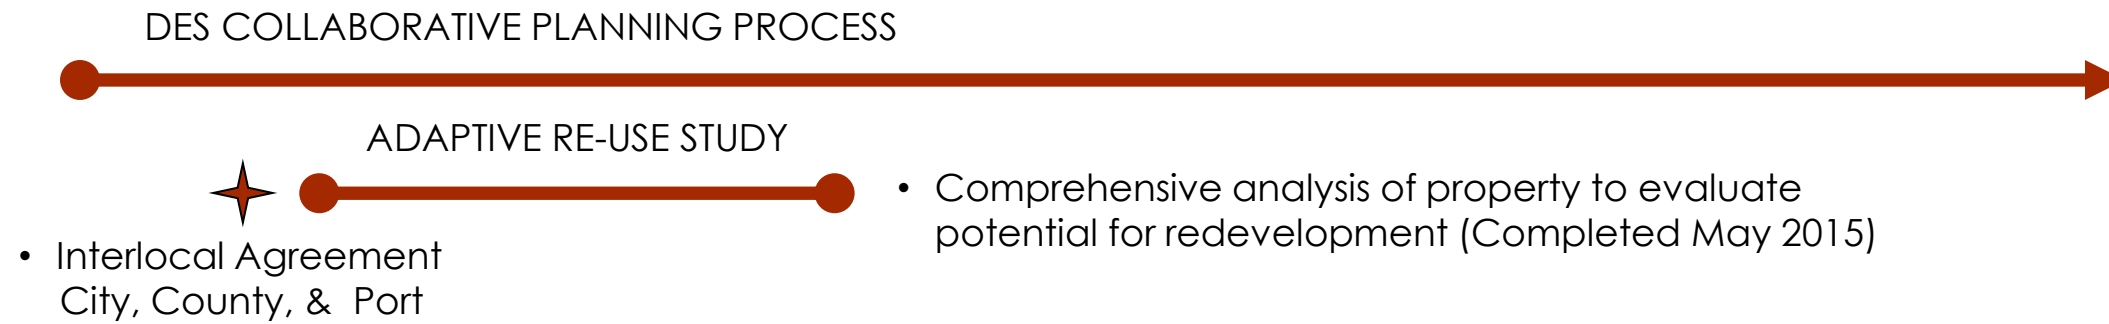 DES COLLABORATIVE PLANNING PROCESS
ADAPTIVE RE-USE STUDY
• Comprehensive analysis of property to evaluate
potential for redevelopment (Completed May 2015)
• Interlocal Agreement
City, County, & Port